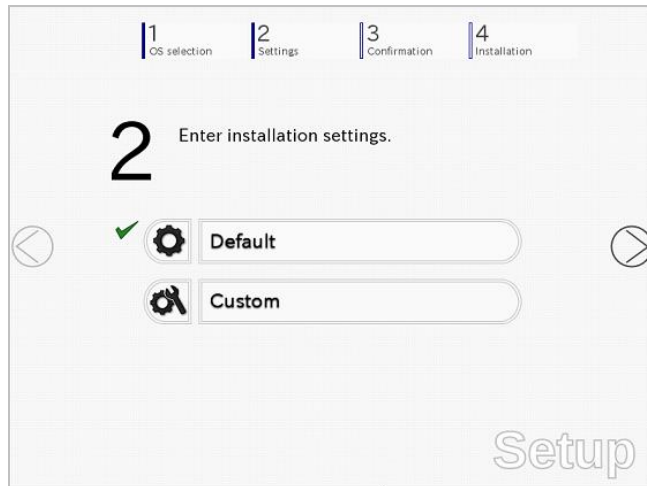 1 2 3 4
OS selection Settings Confirmation Installation
2 Enter installation settings.
Default
Custom
Setup